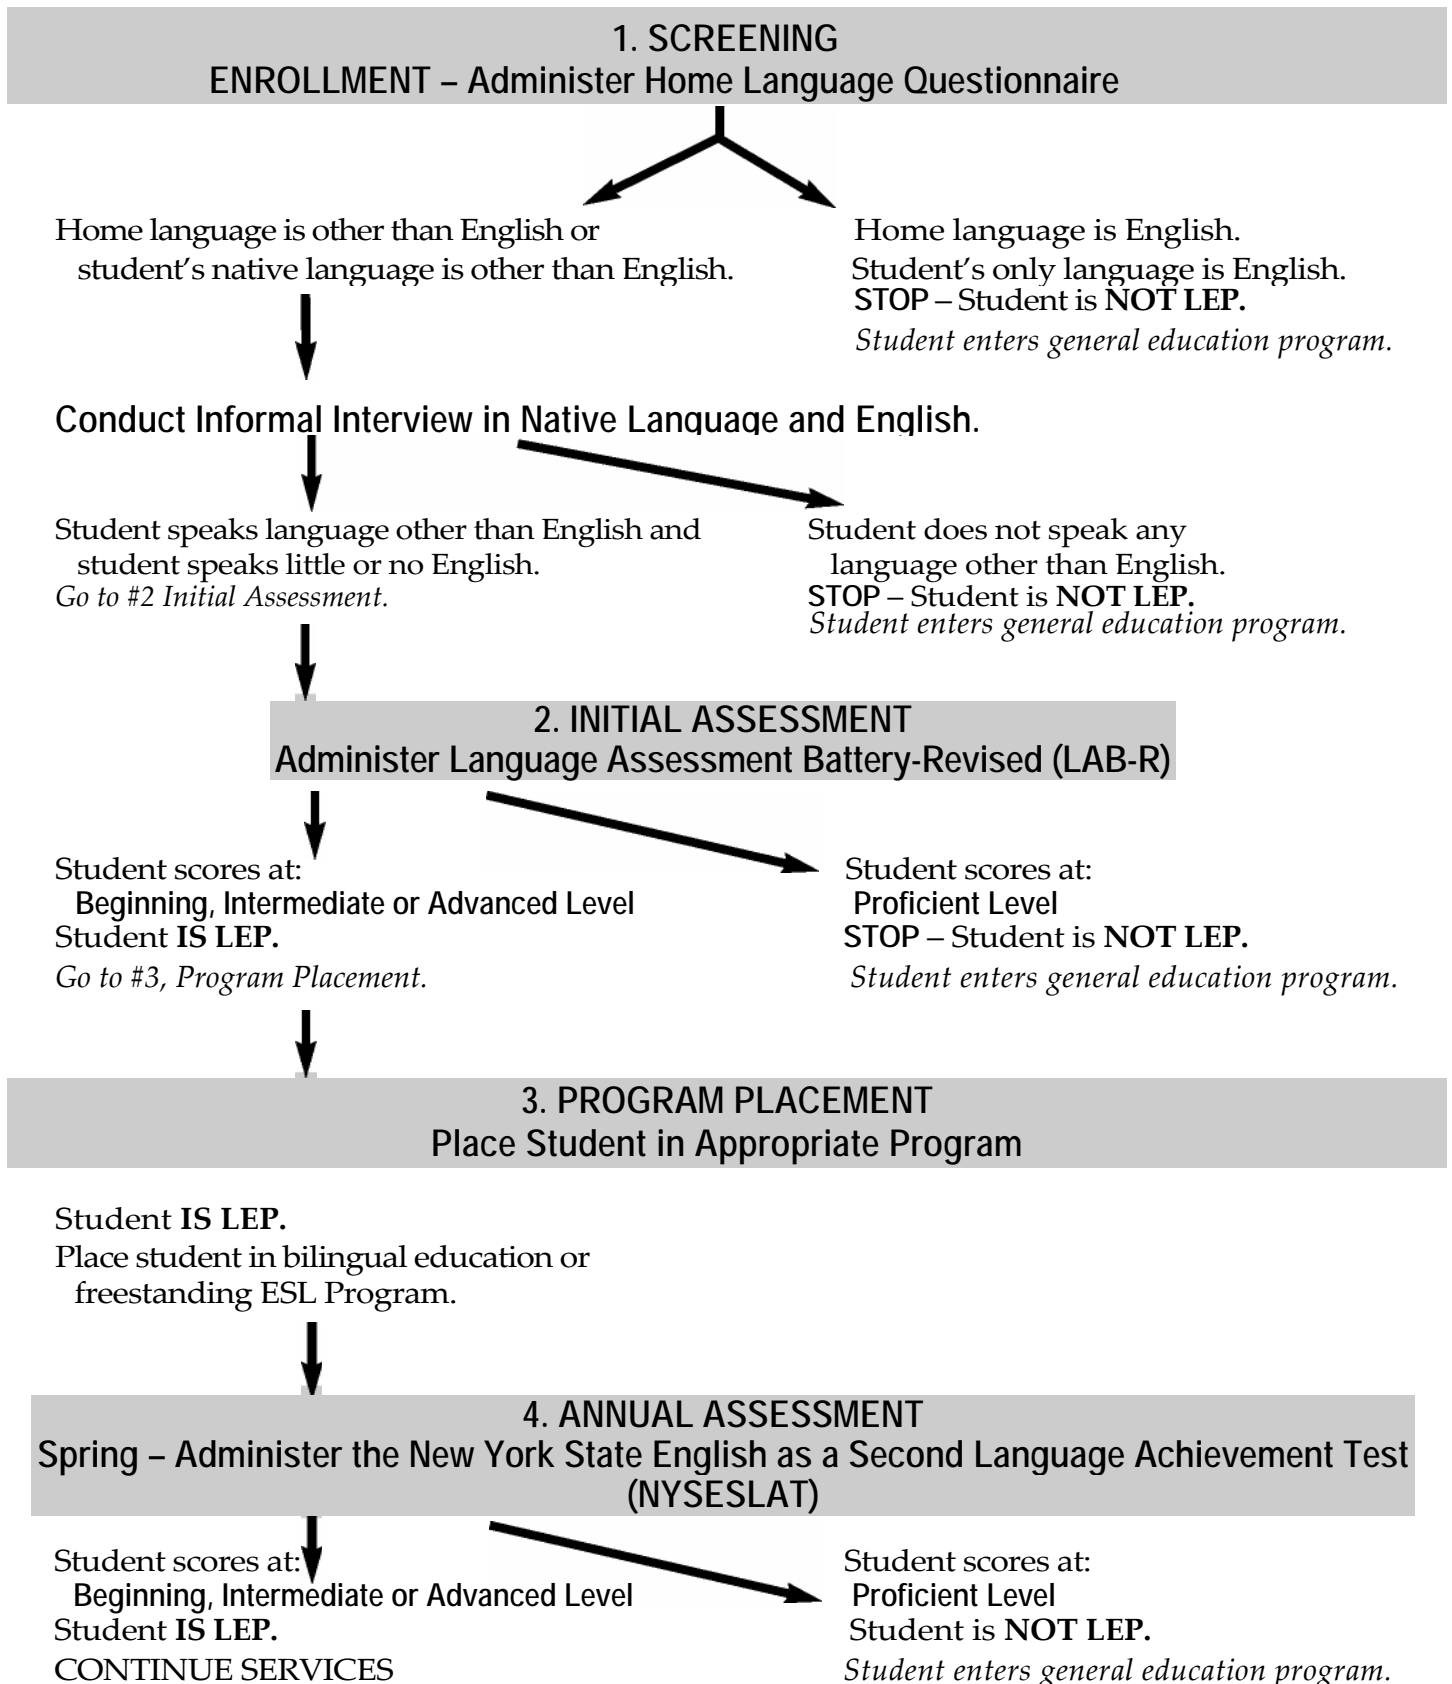 1. SCREENING
ENROLLMENT – Administer Home Language Questionnaire
Home language is other than English or
student's native language is other than English.
Home language is English.
Student's only language is English.
STOP – Student is NOT LEP.
Student enters general education program.
Conduct Informal Interview in Native Language and English.
Student speaks language other than English and
student speaks little or no English.
Go to #2 Initial Assessment.
Student does not speak any
language other than English.
STOP – Student is NOT LEP.
Student enters general education program.
2. INITIAL ASSESSMENT
Administer Language Assessment Battery-Revised (LAB-R)
Student scores at:
Beginning, Intermediate or Advanced Level
Student IS LEP.
Go to #3, Program Placement.
Student scores at:
Proficient Level
STOP – Student is NOT LEP.
Student enters general education program.
3. PROGRAM PLACEMENT
Place Student in Appropriate Program
Student IS LEP.
Place student in bilingual education or
freestanding ESL Program.
4. ANNUAL ASSESSMENT
Spring – Administer the New York State English as a Second Language Achievement Test
(NYSESLAT)
Student scores at:
Beginning, Intermediate or Advanced Level
Student IS LEP.
CONTINUE SERVICES
Student scores at:
Proficient Level
Student is NOT LEP.
Student enters general education program.